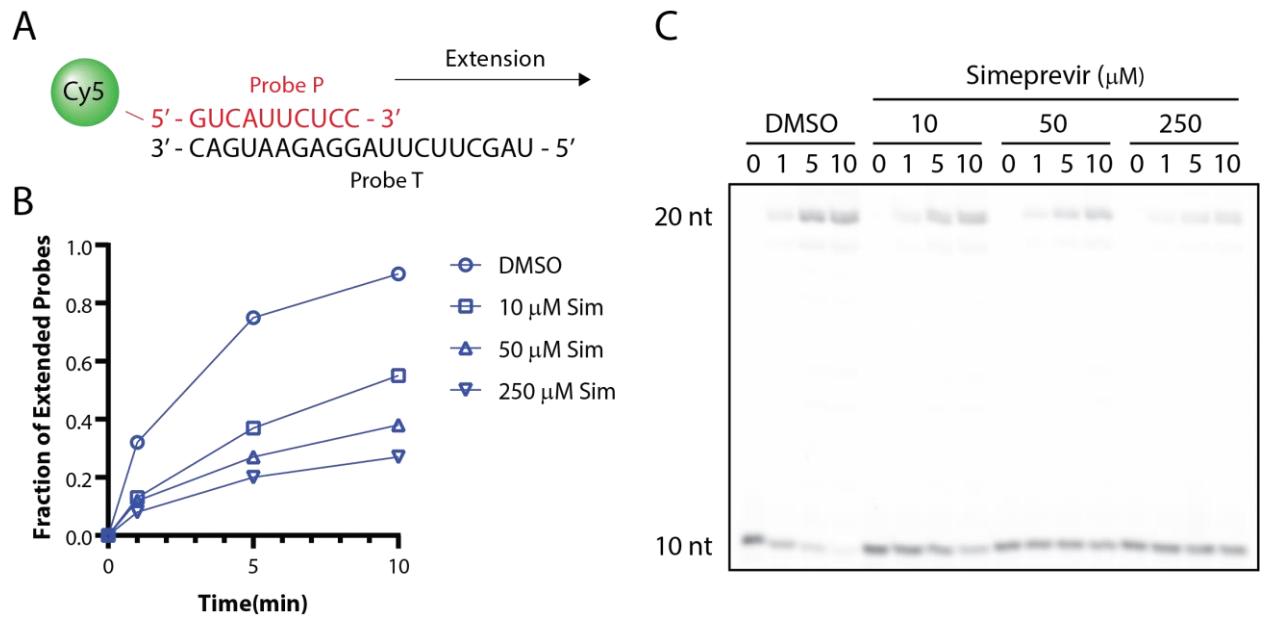 A
Extension
Cy5
Probe P
5' - GUCAUUCUCC - 3'
3' - CAGUAAGAGGAUUCUUCGAU - 5'
Probe T
B
Fraction of Extended Probes
1.0
0.8
0.6
0.4
0.2
0.0
0 5 10
Time(min)
DMSO
10 μM Sim
50 μM Sim
250 μM Sim
C
Simeprevir (μM)
DMSO 10 50 250
0 1 5 10 0 1 5 10 0 1 5 10 0 1 5 10
20 nt
10 nt